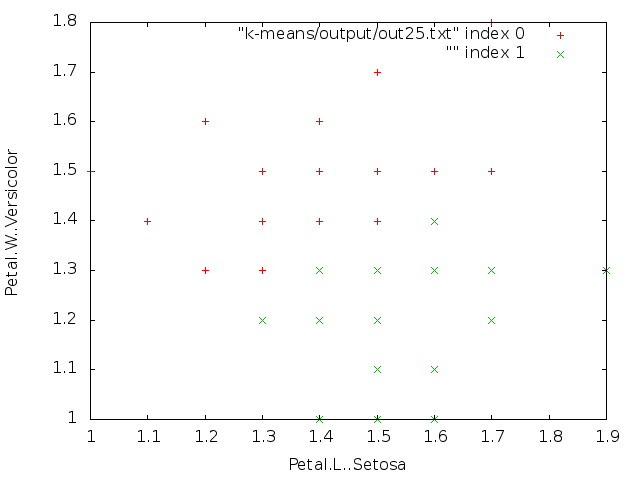 "k-means/output/out25.txt" index 0
"" index 1
1.8
1.7
1.6
1.5
1.4
1.3
1.2
1.1
1
Petal.W..Versicolor
1 1.1 1.2 1.3 1.4 1.5 1.6 1.7 1.8 1.9
Petal.L..Setosa